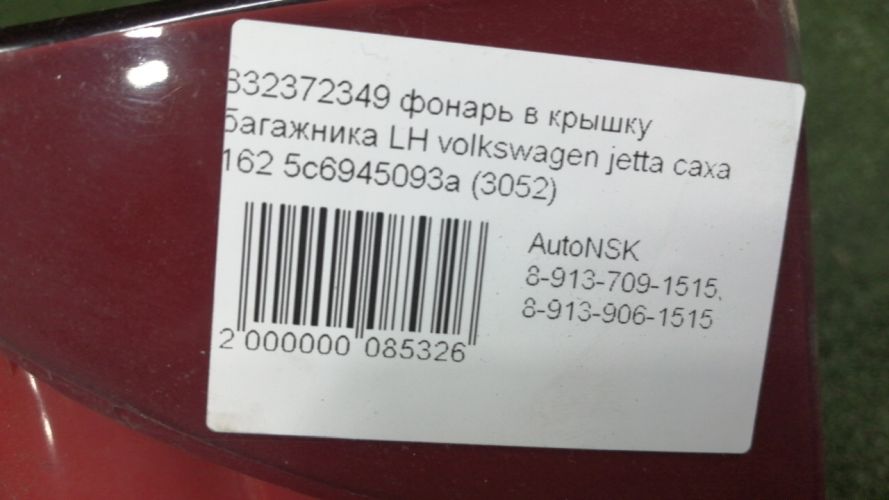 332372349 фонарь в крышку
багажника LH volkswagen jetta caxa
162 5c6945093a (3052)
AutoNSK
8-913-709-1515,
8-913-906-1515
2 000000 085326